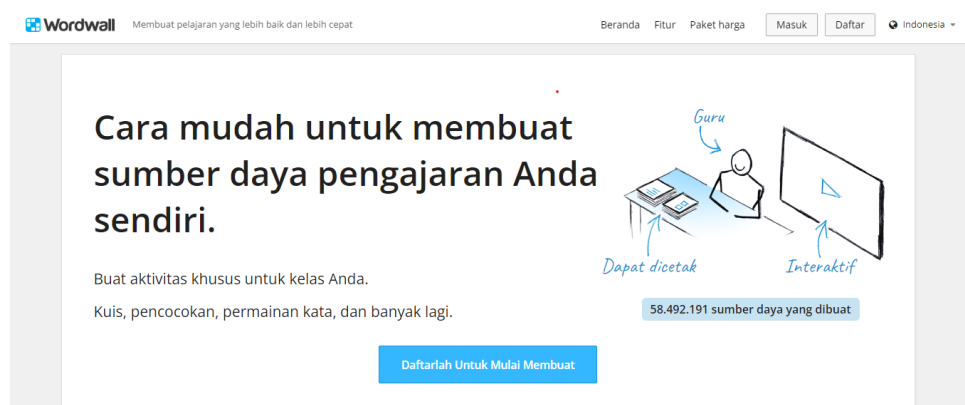 Wordwall
Membuat pelajaran yang lebih baik dan lebih cepat
Beranda Fitur Paket harga Masuk Daftar Indonesia
Cara mudah untuk membuat
sumber daya pengajaran Anda
sendiri.
Buat aktivitas khusus untuk kelas Anda.
Kuis, pencocokan, permainan kata, dan banyak lagi.
Guru
Dapat dicetak
Interaktif
58.492.191 sumber daya yang dibuat
Daftarlah Untuk Mulai Membuat